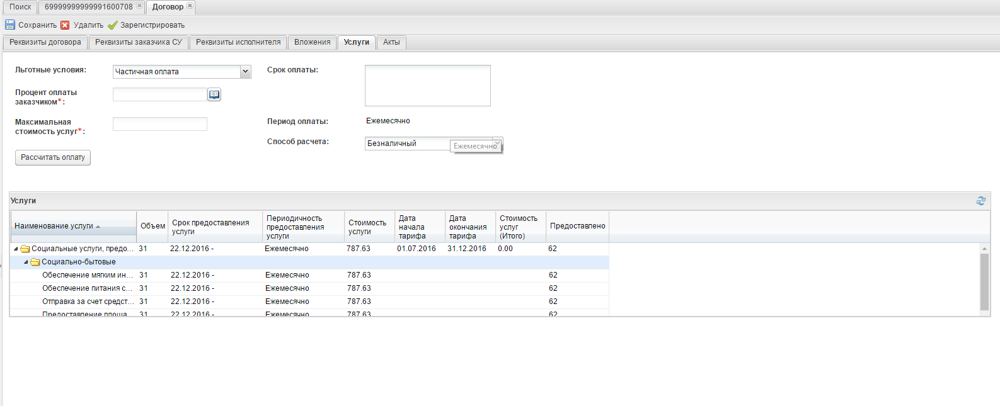 Поиск 69999999999991600708 Договор
Сохранить Удалить Зарегистрировать
Реквизиты договора Реквизиты заказчика СУ Реквизиты исполнителя Вложения Услуги Акты
Льготные условия: Частичная оплата Срок оплаты:
Процент оплаты
заказчиком*:
Максимальная
стоимость услуг*:
Период оплаты: Ежемесячно
Способ расчета: Безналичный
Ежемесячно
Рассчитать оплату
Услуги
Наименование услуги Объем Срок предоставления услуги Периодичность предоставления услуги Стоимость услуги Дата начала тарифа Дата окончания тарифа Стоимость услуг (Итого) Предоставлено
Социальные услуги, предо... 31 22.12.2016 - Ежемесячно 787.63 01.07.2016 31.12.2016 0.00 62
Социально-бытовые
Обеспечение мягким ин... 31 22.12.2016 - Ежемесячно 787.63 62
Обеспечение питания с... 31 22.12.2016 - Ежемесячно 787.63 62
Отправка за счет средст... 31 22.12.2016 - Ежемесячно 787.63 62
Предоставление площа... 31 22.12.2016 - Ежемесячно 787.63 62